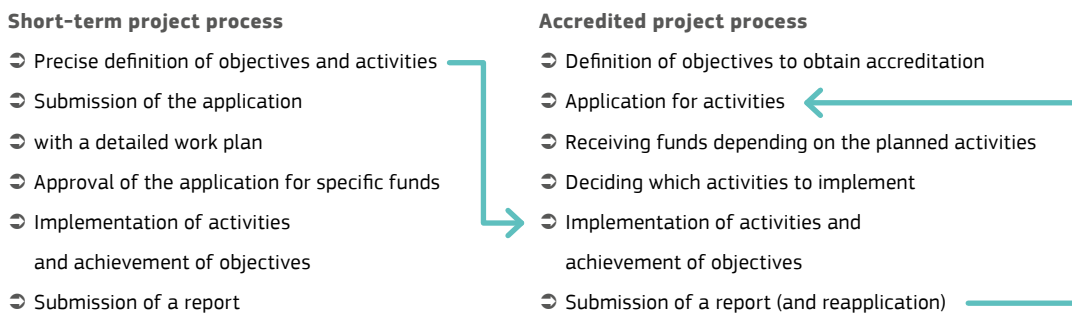 Short-term project process
➲ Precise definition of objectives and activities
➲ Submission of the application
➲ with a detailed work plan
➲ Approval of the application for specific funds
➲ Implementation of activities
and achievement of objectives
➲ Submission of a report
Accredited project process
➲ Definition of objectives to obtain accreditation
➲ Application for activities
➲ Receiving funds depending on the planned activities
➲ Deciding which activities to implement
➲ Implementation of activities and
achievement of objectives
➲ Submission of a report (and reapplication)